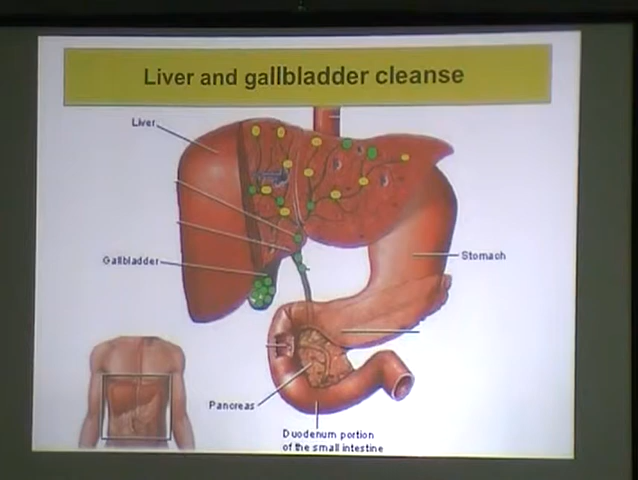 Liver and gallbladder cleanse
Liver
Gallbladder
Stomach
Pancreas
Duodenum portion
of the small intestine